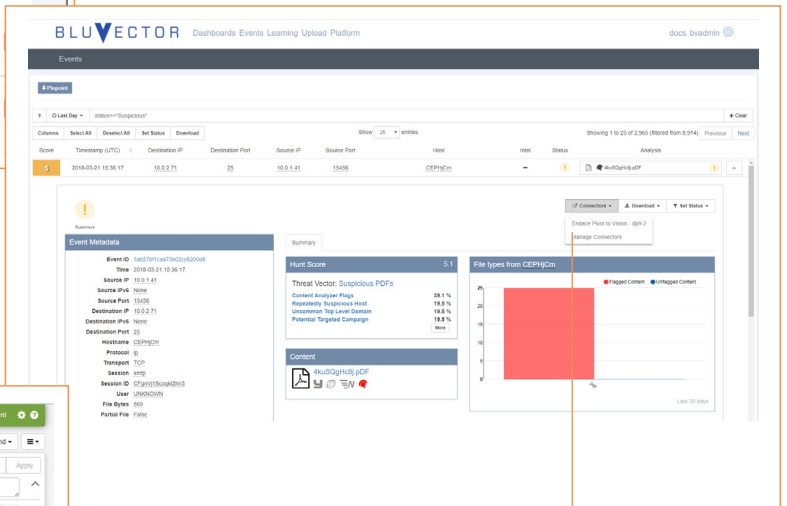 BLUVECTOR Dashboards Events Learning Upload Platform docs bvadmin
Events
Pinpoint
? Last Day status=="Suspicious" Clear
Columns Select All Deselect All Set Status Download Show 25 entries Showing 1 to 25 of 2,965 (filtered from 6,914) Previous Next
Score Timestamp (UTC) Destination IP Destination Port Source IP Source Port Host Intel Status Analysis
5 2018-03-21 15:36:17 10.0.2.71 25 10.0.1.41 15456 CEPHjCm – ! 4kuSQgHc8j.pDF !
!
Suspicious
Connectors Download Set Status
Endace Pivot to Vision - dp9-2
Manage Connectors
Event Metadata
Event ID
Time 2018-03-21 15:36:17
Source IP 10.0.1.41
Source IPv6 None
Source Port 15456
Destination IP 10.0.2.71
Destination IPv6 None
Destination Port 25
Hostname CEPHjCm
Protocol ip
Transport TCP
Session smtp
Session ID
User UNKNOWN
File Bytes 569
Partial File False
Summary
Hunt Score 5.1
Threat Vector: Suspicious PDFs
Content Analyzer Flags 39.1 %
Repeatedly Suspicious Host 19.5 %
Uncommon Top Level Domain 19.5 %
Potential Targeted Campaign 19.5 %
More
Content
4kuSQgHc8j.pDF
File types from CEPHjCm
Flagged Content Unflagged Content
25
20
15
10
5
0
Last 30 days
ent
nd
Apply